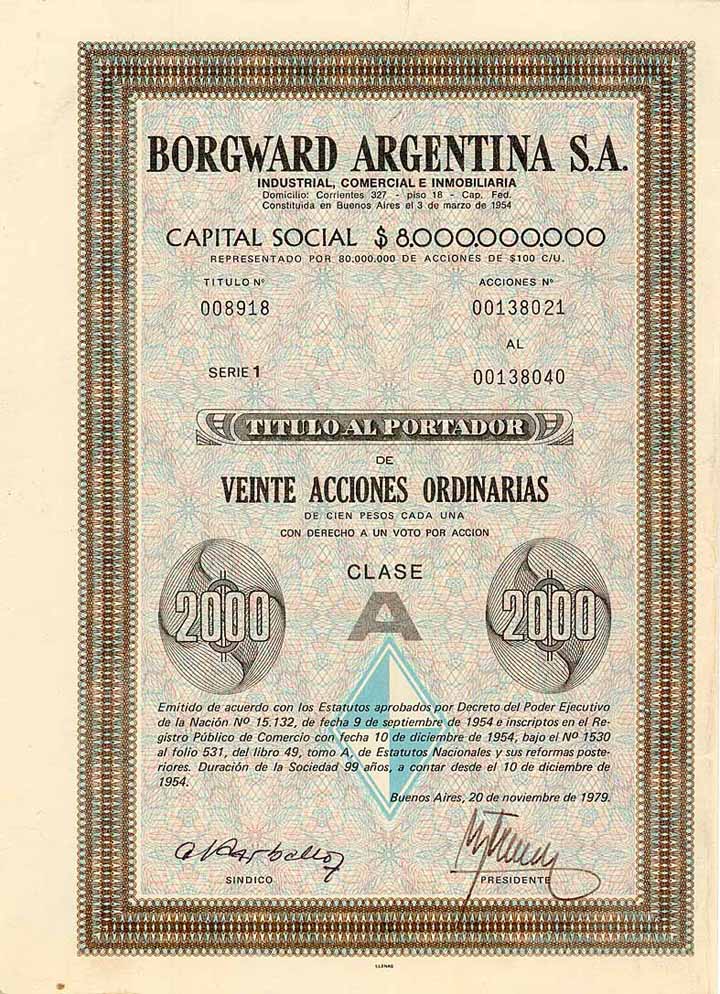 BORGWARD ARGENTINA S.A.
INDUSTRIAL, COMERCIAL E INMOBILIARIA
Domicilio: Corrientes 327 - piso 18 - Cap. Fed.
Constituída en Buenos Aires el 3 de marzo de 1954
CAPITAL SOCIAL $ 8.000.000.000
REPRESENTADO POR 80.000.000 DE ACCIONES DE $100 C/U.
TITULO Nº
ACCIONES Nº
008918
00138021
AL
SERIE 1
00138040
TITULO AL PORTADOR
DE
VEINTE ACCIONES ORDINARIAS
DE CIEN PESOS CADA UNA
CON DERECHO A UN VOTO POR ACCION
CLASE
A
2000
2000
Emitido de acuerdo con los Estatutos aprobados por Decreto del Poder Ejecutivo
de la Nación Nº 15.132, de fecha 9 de septiembre de 1954 e inscriptos en el Re-
gistro Público de Comercio con fecha 10 de diciembre de 1954, bajo el Nº 1530
al folio 531, del libro 49, tomo A, de Estatutos Nacionales y sus reformas poste-
riores. Duración de la Sociedad 99 años, a contar desde el 10 de diciembre de
1954.
Buenos Aires, 20 de noviembre de 1979.
SINDICO
PRESIDENTE
LLENAS